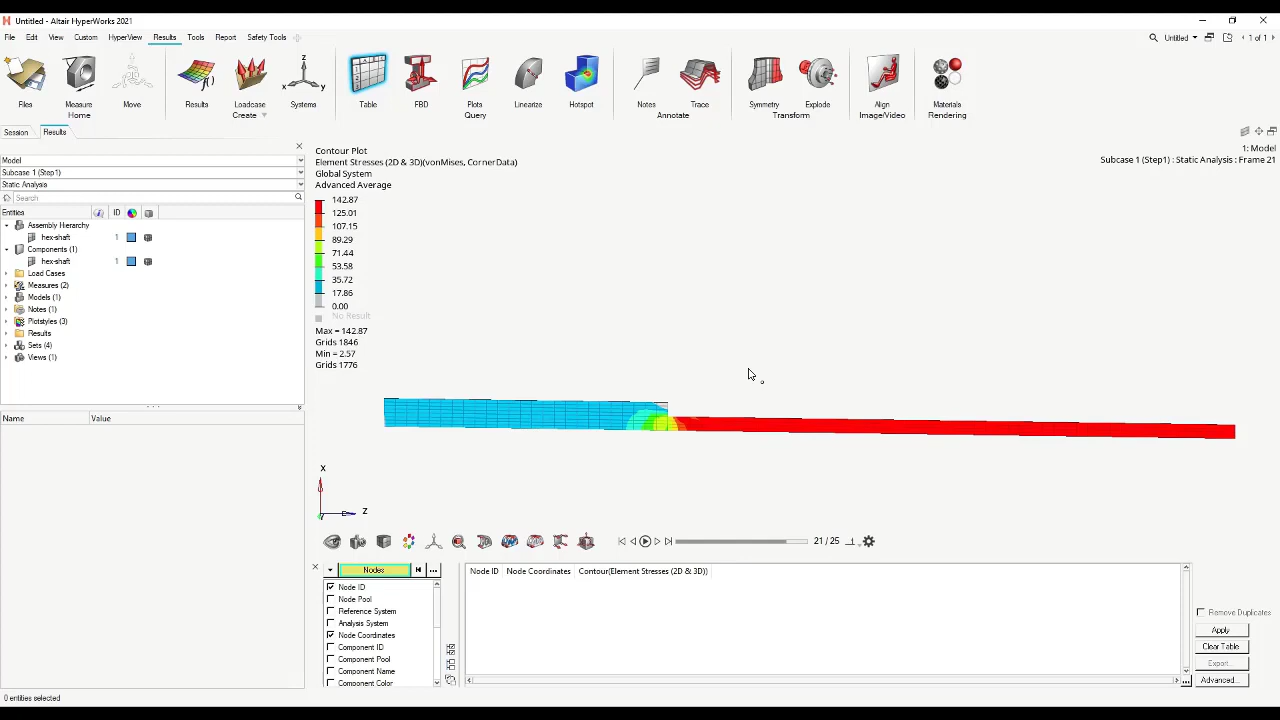 Untitled - Altair HyperWorks 2021
File Edit View Custom HyperView Results Tools Report Safety Tools
Untitled 1 of 1
Files Measure Move Results Loadcase Systems Table FBD Plots Linearize Hotspot Notes Trace Symmetry Explode Align Materials
Home Create Query Annotate Transform Image/Video Rendering
Session Results
Model
Subcase 1 (Step1)
Static Analysis
Search
Entities ID
Assembly Hierarchy
hex-shaft 1
Components (1)
hex-shaft 1
Load Cases
Measures (2)
Models (1)
Notes (1)
Plotstyles (3)
Results
Sets (4)
Views (1)
Name Value
0 entities selected
Contour Plot
Element Stresses (2D & 3D)(vonMises, CornerData)
Global System
Advanced Average
142.87
125.01
107.15
89.29
71.44
53.58
35.72
17.86
0.00
No Result
Max = 142.87
Grids 1846
Min = 2.57
Grids 1776
1: Model
Subcase 1 (Step1) : Static Analysis : Frame 21
X
Z
Y
21 / 25
Nodes
Node ID
Node Pool
Reference System
Analysis System
Node Coordinates
Component ID
Component Pool
Component Name
Component Color
Node ID Node Coordinates Contour(Element Stresses (2D & 3D))
Remove Duplicates
Apply
Clear Table
Export...
Advanced...